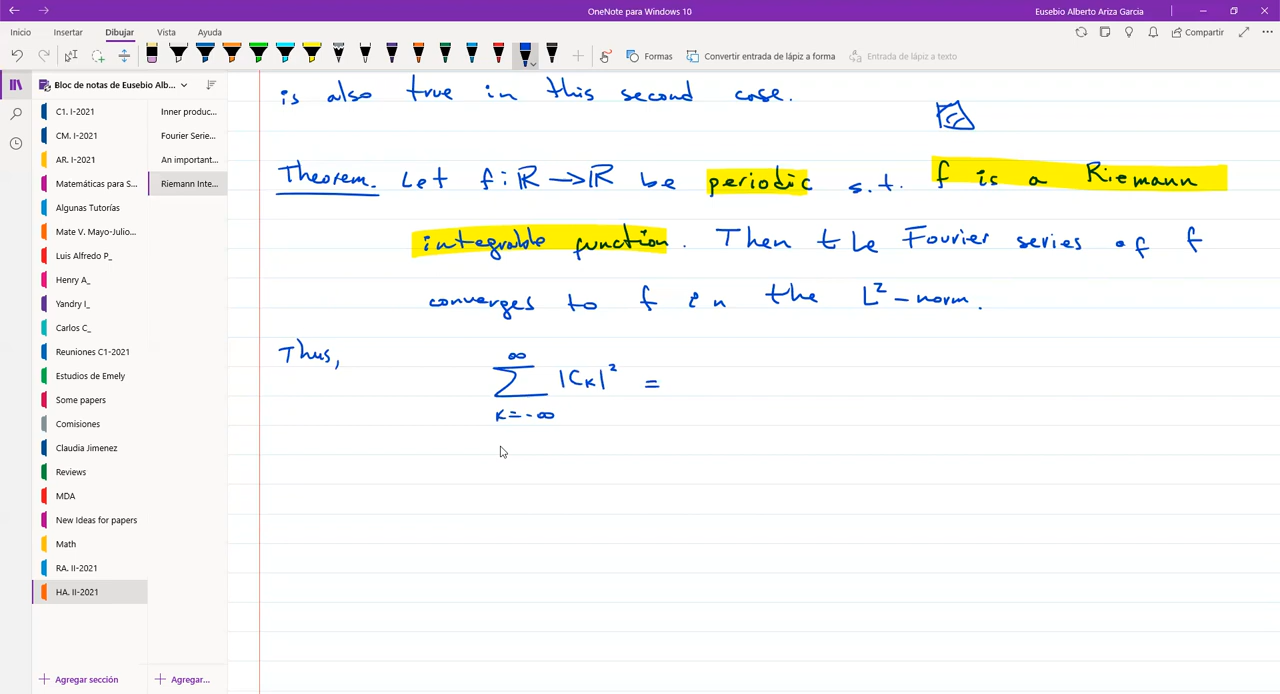 OneNote para Windows 10
Eusebio Alberto Ariza Garcia
Inicio
Insertar
Dibujar
Vista
Ayuda
Compartir
Formas
Convertir entrada de lápiz a forma
Entrada de lápiz a texto
Bloc de notas de Eusebio Alb...
C1. I-2021
CM. I-2021
AR. I-2021
Matemáticas para S...
Algunas Tutorías
Mate V. Mayo-Julio...
Luis Alfredo P_
Henry A_
Yandry I_
Carlos C_
Reuniones C1-2021
Estudios de Emely
Some papers
Comisiones
Claudia Jimenez
Reviews
MDA
New Ideas for papers
Math
RA. II-2021
HA. II-2021
Agregar sección
Inner produc...
Fourier Serie...
An important...
Riemann Inte...
Agregar...
is also true in this second case.
Theorem. Let f: ℝ → ℝ be periodic s.t. f is a Riemann
integrable function. Then the Fourier series of f
converges to f in the L²-norm.
Thus,
∞
∑ |Cₖ|² =
K=-∞